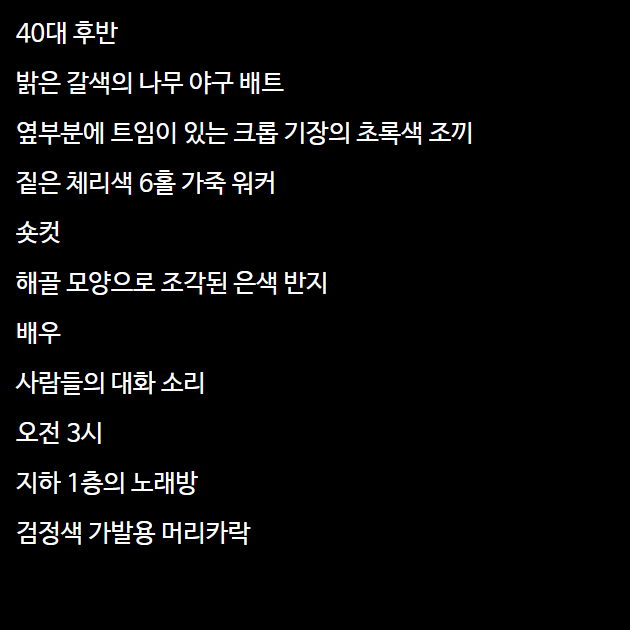 40대 후반
밝은 갈색의 나무 야구 배트
옆부분에 트임이 있는 크롭 기장의 초록색 조끼
짙은 체리색 6홀 가죽 워커
숏컷
해골 모양으로 조각된 은색 반지
배우
사람들의 대화 소리
오전 3시
지하 1층의 노래방
검정색 가발용 머리카락